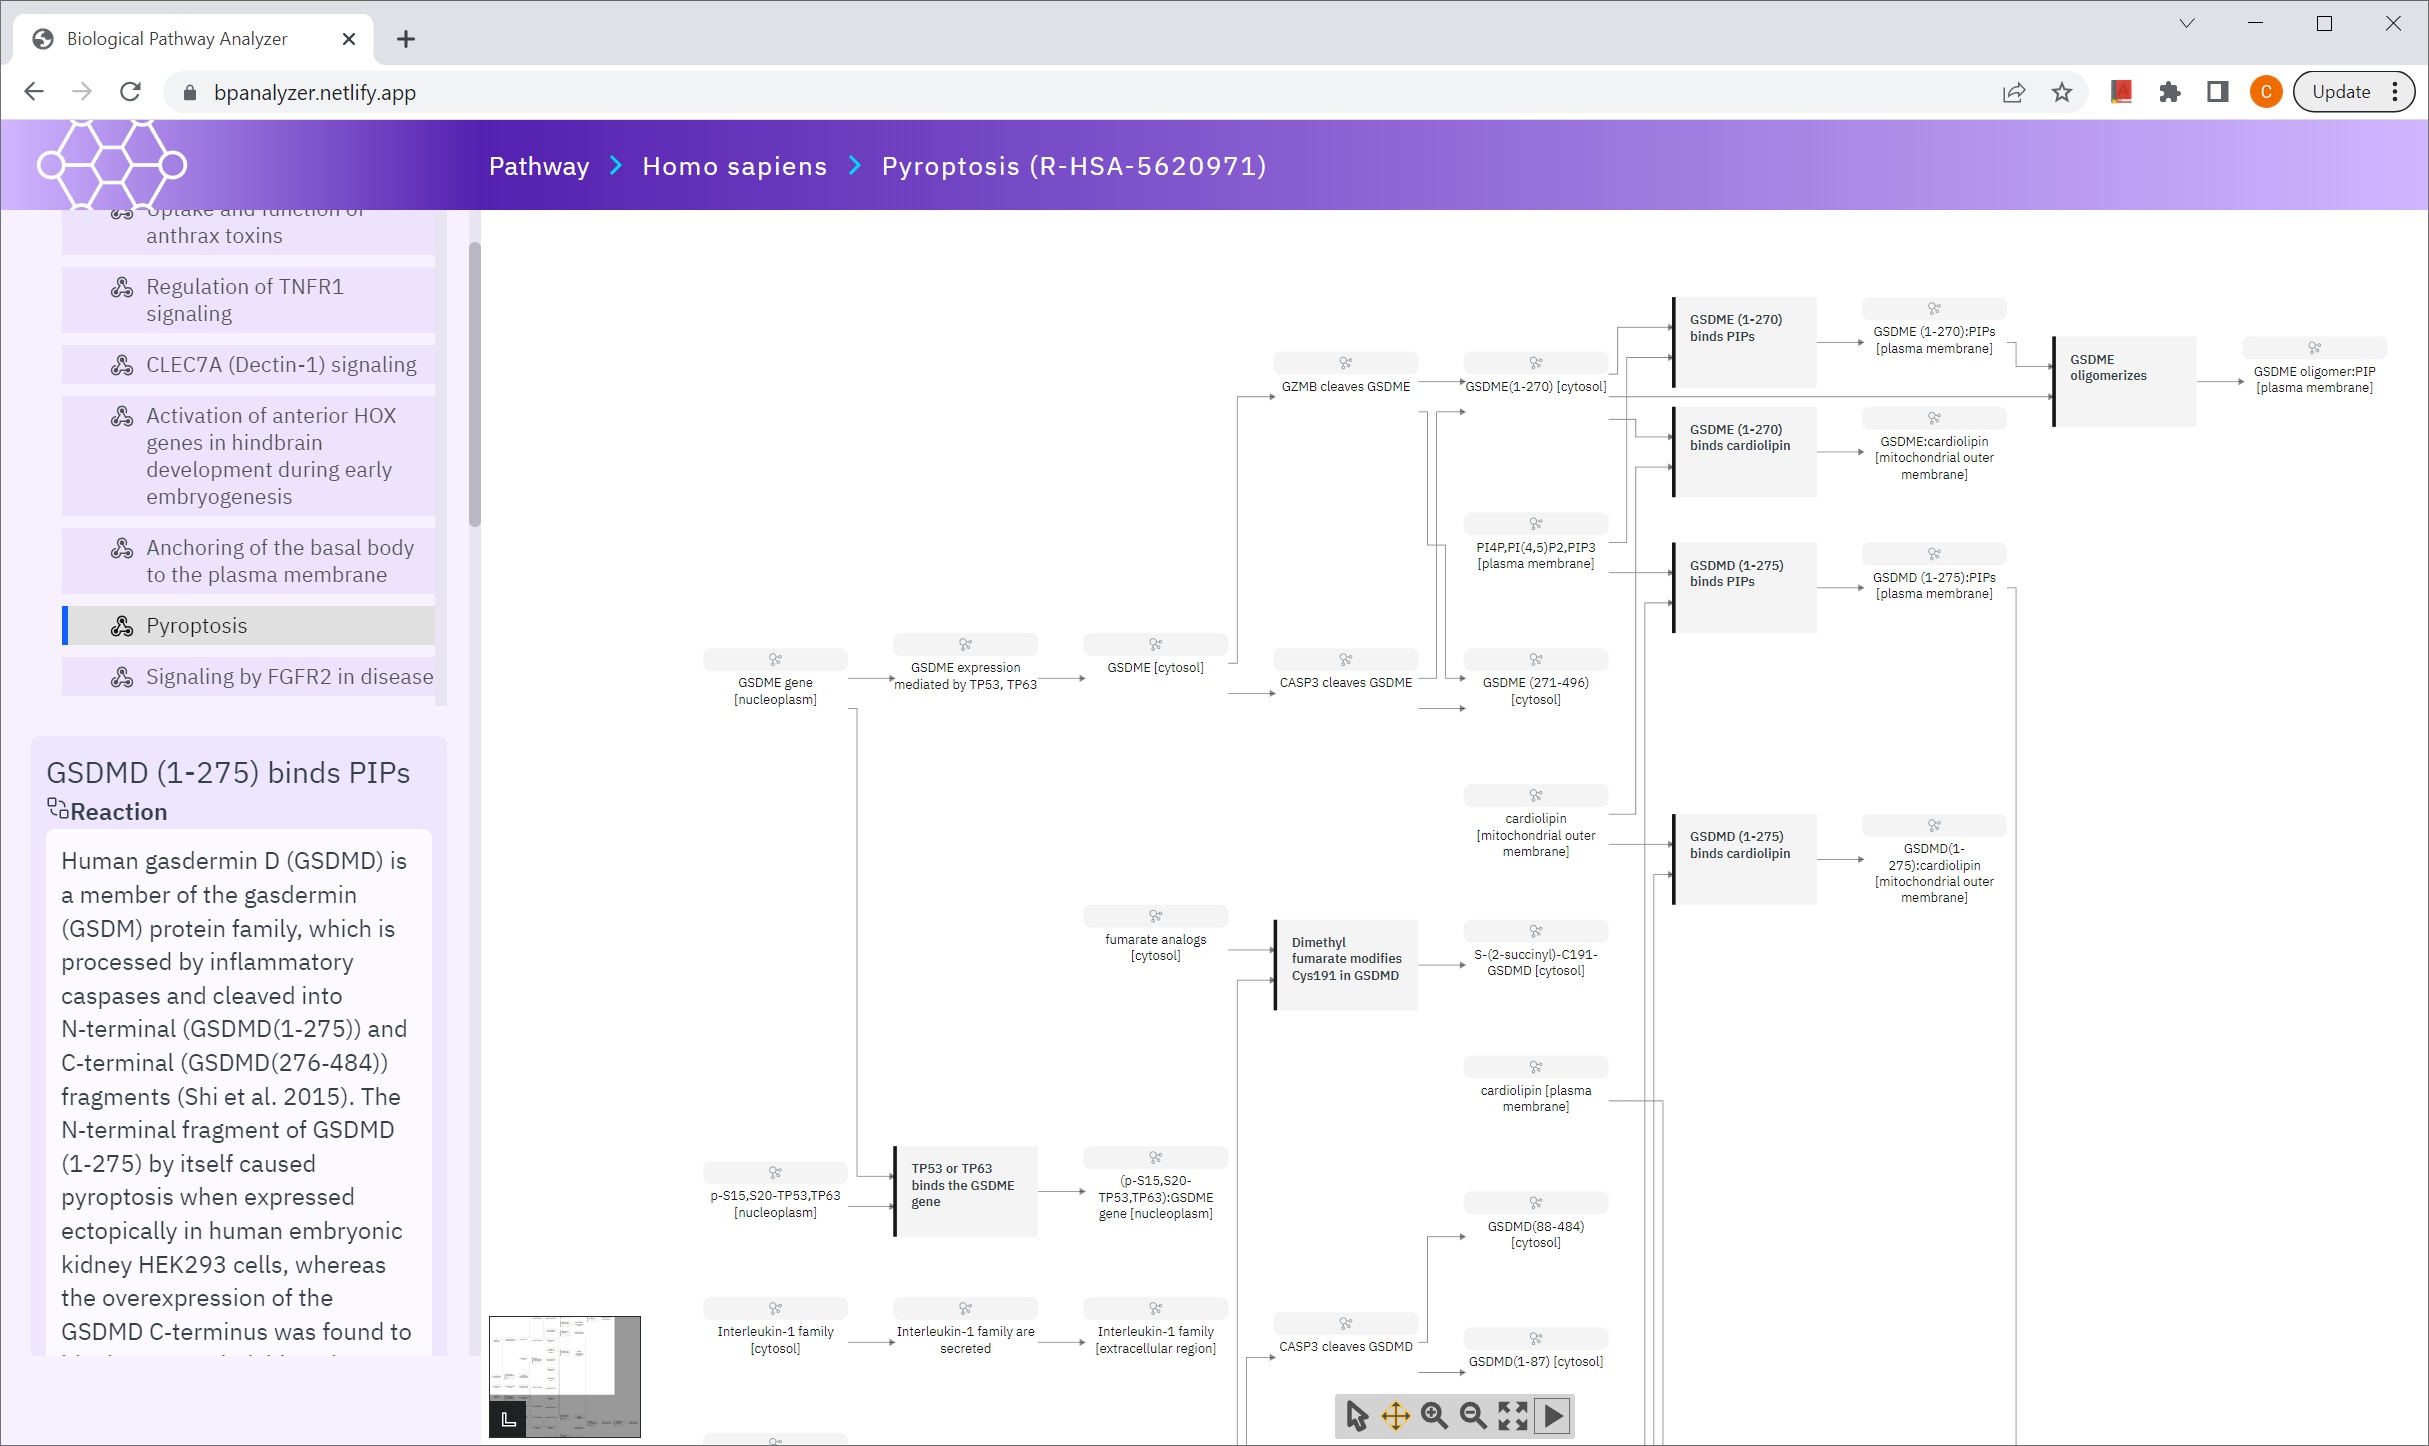 Biological Pathway Analyzer
bpanalyzer.netlify.app
C
Update
Pathway > Homo sapiens > Pyroptosis (R-HSA-5620971)
Uptake and function of
anthrax toxins
Regulation of TNFR1
signaling
CLEC7A (Dectin-1) signaling
Activation of anterior HOX
genes in hindbrain
development during early
embryogenesis
Anchoring of the basal body
to the plasma membrane
Pyroptosis
Signaling by FGFR2 in disease
GSDMD (1-275) binds PIPs
Reaction
Human gasdermin D (GSDMD) is
a member of the gasdermin
(GSDM) protein family, which is
processed by inflammatory
caspases and cleaved into
N-terminal (GSDMD(1-275)) and
C-terminal (GSDMD(276-484))
fragments (Shi et al. 2015). The
N-terminal fragment of GSDMD
(1-275) by itself caused
pyroptosis when expressed
ectopically in human embryonic
kidney HEK293 cells, whereas
the overexpression of the
GSDMD C-terminus was found to
GSDME (1-270)
binds PIPs
GSDME (1-270):PIPs
[plasma membrane]
GSDME
oligomerizes
GSDME oligomer:PIP
[plasma membrane]
GZMB cleaves GSDME
GSDME(1-270) [cytosol]
GSDME (1-270)
binds cardiolipin
GSDME:cardiolipin
[mitochondrial outer
membrane]
PI4P,PI(4,5)P2,PIP3
[plasma membrane]
GSDMD (1-275)
binds PIPs
GSDMD (1-275):PIPs
[plasma membrane]
GSDME gene
[nucleoplasm]
GSDME expression
mediated by TP53, TP63
GSDME [cytosol]
CASP3 cleaves GSDME
GSDME (271-496)
[cytosol]
cardiolipin
[mitochondrial outer
membrane]
GSDMD (1-275)
binds cardiolipin
GSDMD(1-
275):cardiolipin
[mitochondrial outer
membrane]
fumarate analogs
[cytosol]
Dimethyl
fumarate modifies
Cys191 in GSDMD
S-(2-succinyl)-C191-
GSDMD [cytosol]
cardiolipin [plasma
membrane]
p-S15,S20-TP53,TP63
[nucleoplasm]
TP53 or TP63
binds the GSDME
gene
(p-S15,S20-
TP53,TP63):GSDME
gene [nucleoplasm]
GSDMD(88-484)
[cytosol]
Interleukin-1 family
[cytosol]
Interleukin-1 family are
secreted
Interleukin-1 family
[extracellular region]
CASP3 cleaves GSDMD
GSDMD(1-87) [cytosol]